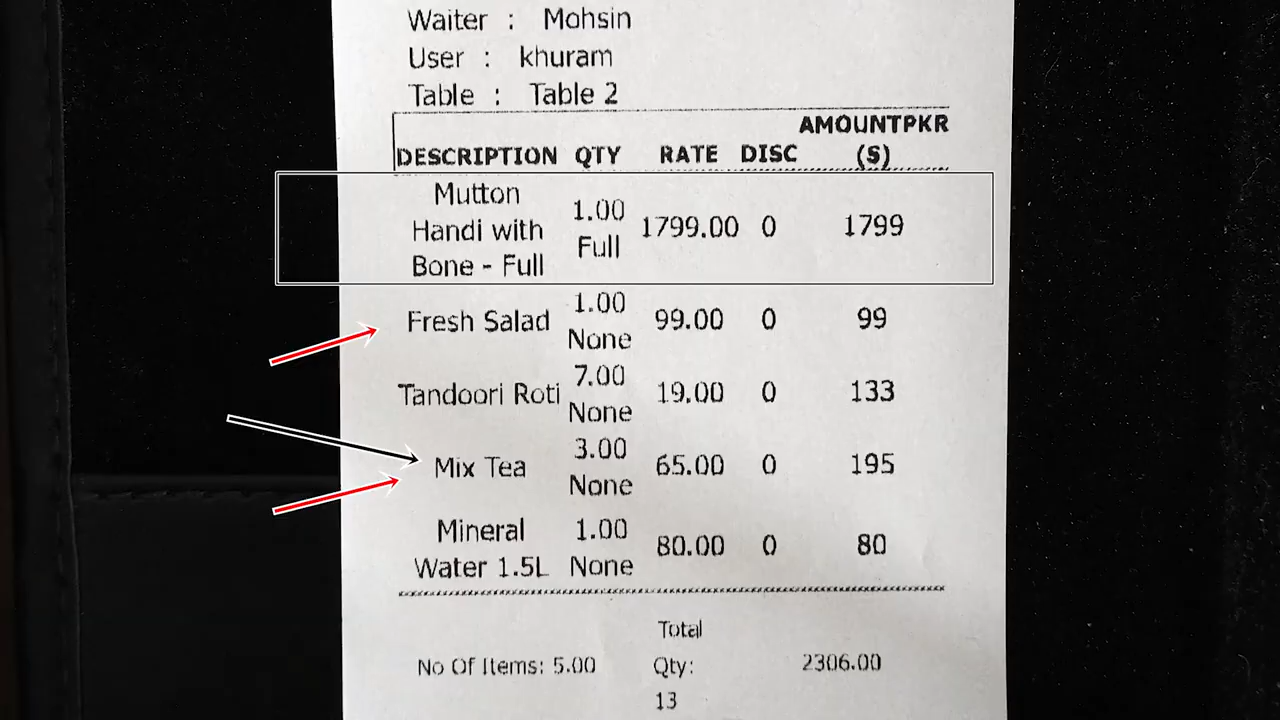 Waiter : Mohsin
User : khuram
Table : Table 2
AMOUNTPKR
DESCRIPTION QTY RATE DISC (S)
Mutton
Handi with
Bone - Full
1.00
Full
1799.00 0 1799
Fresh Salad 1.00
None
99.00 0 99
Tandoori Roti 7.00
None
19.00 0 133
Mix Tea 3.00
None
65.00 0 195
Mineral
Water 1.5L
1.00
None
80.00 0 80
Total
No Of Items: 5.00 Qty: 2306.00
13